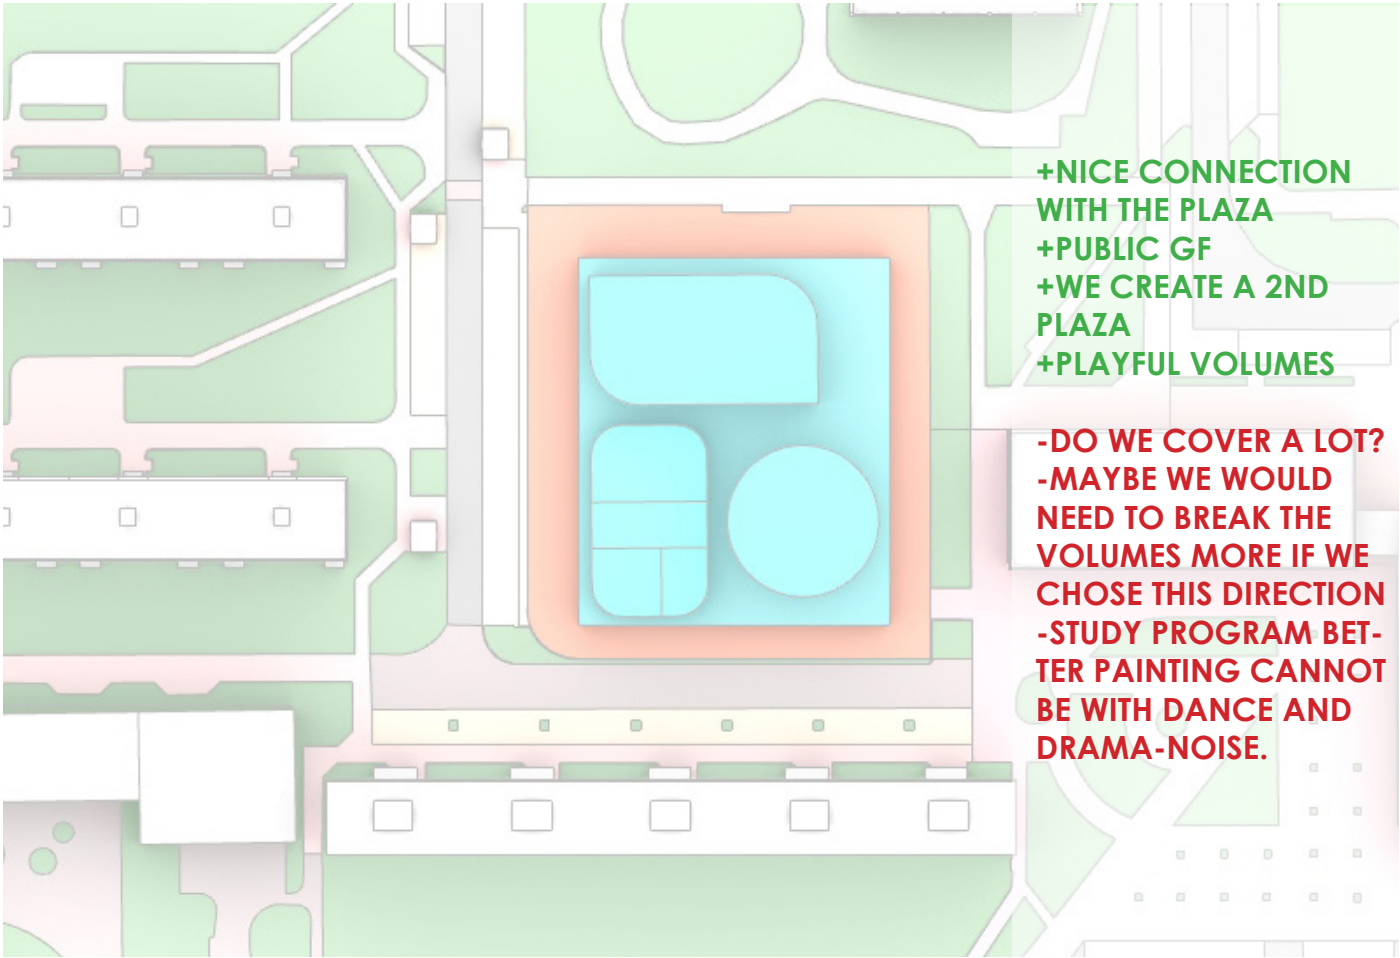 +NICE CONNECTION
WITH THE PLAZA
+PUBLIC GF
+WE CREATE A 2ND
PLAZA
+PLAYFUL VOLUMES
-DO WE COVER A LOT?
-MAYBE WE WOULD
NEED TO BREAK THE
VOLUMES MORE IF WE
CHOSE THIS DIRECTION
-STUDY PROGRAM BET-
TER PAINTING CANNOT
BE WITH DANCE AND
DRAMA-NOISE.